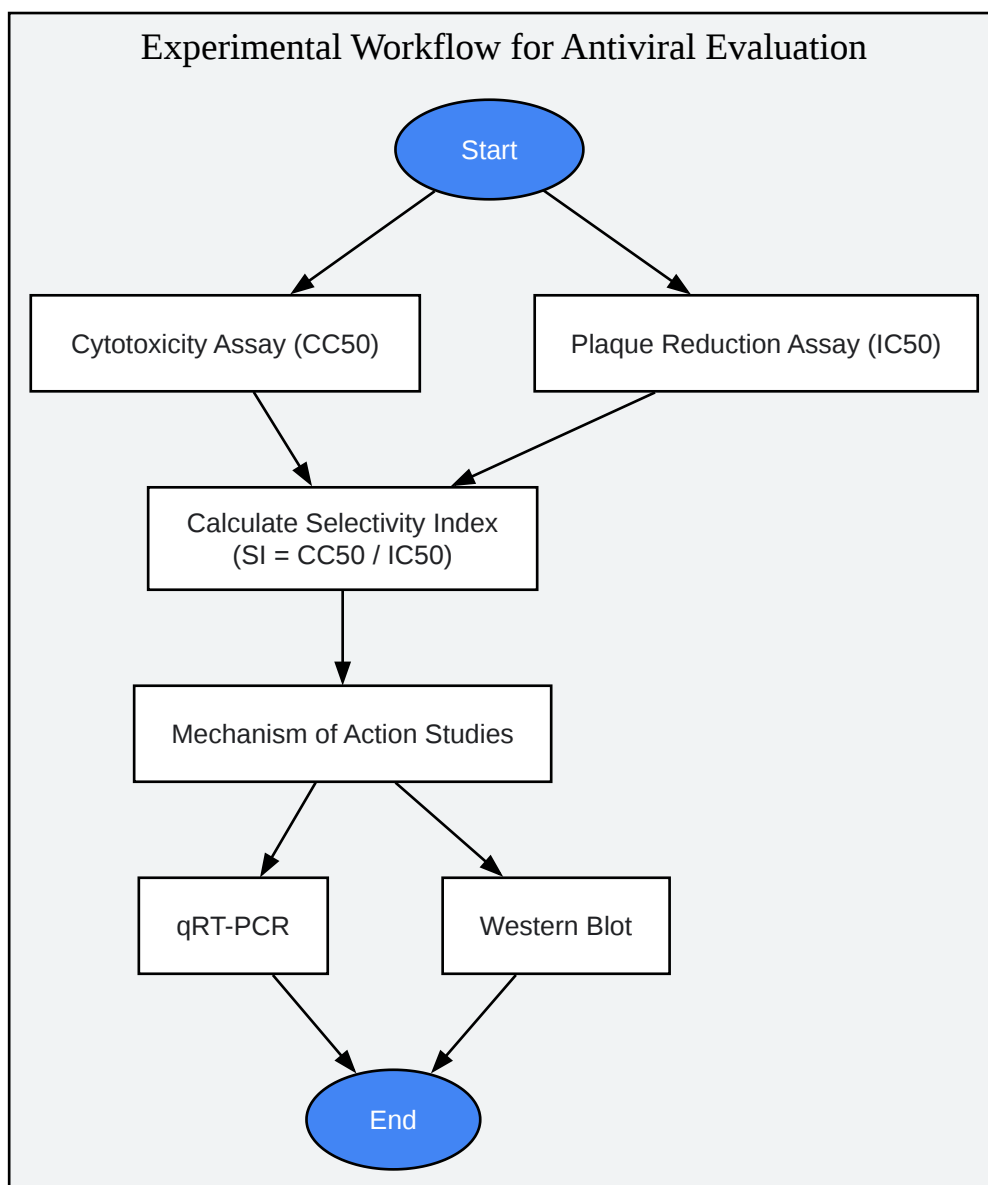 Experimental Workflow for Antiviral Evaluation
Start
Cytotoxicity Assay (CC50)
Plaque Reduction Assay (IC50)
Calculate Selectivity Index
(SI = CC50 / IC50)
Mechanism of Action Studies
qRT-PCR
Western Blot
End